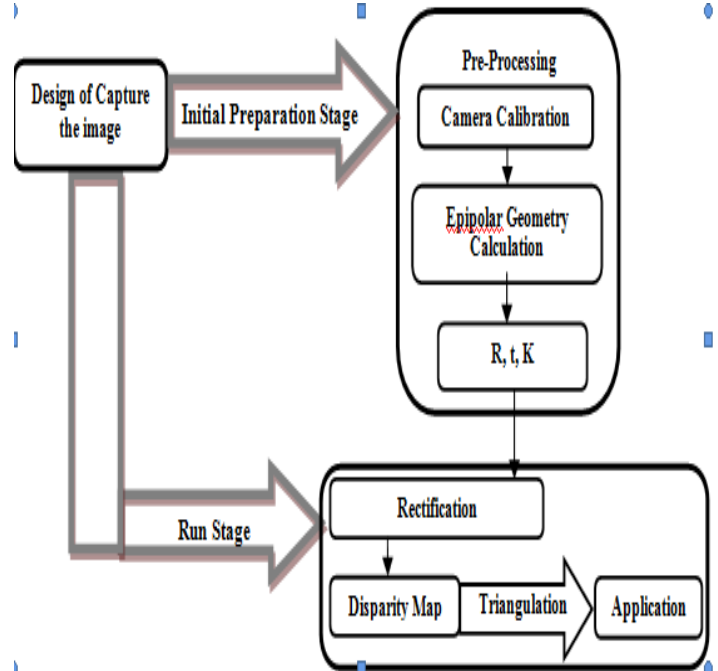 Design of Capture
the image
Initial Preparation Stage
Pre-Processing
Camera Calibration
Epipolar Geometry
Calculation
R, t, K
Run Stage
Rectification
Disparity Map
Triangulation
Application